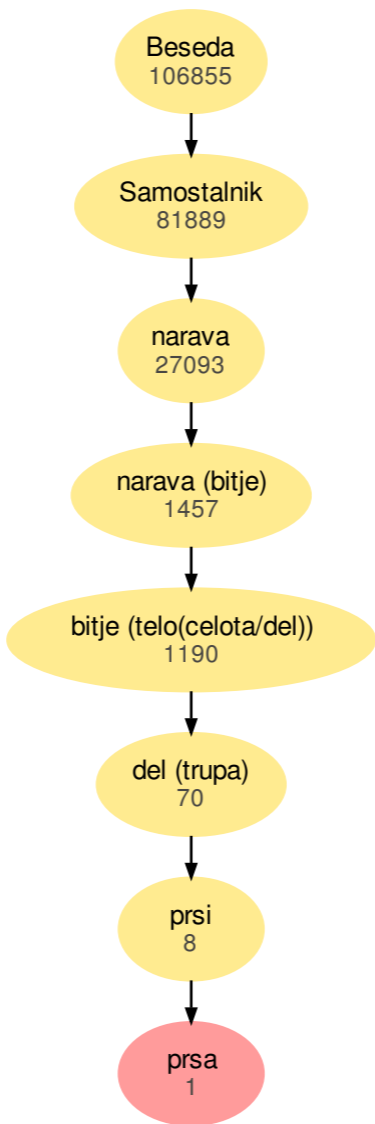 Beseda
106855
Samostalnik
81889
narava
27093
narava (bitje)
1457
bitje (telo(celota/del))
1190
del (trupa)
70
prsi
8
prsa
1